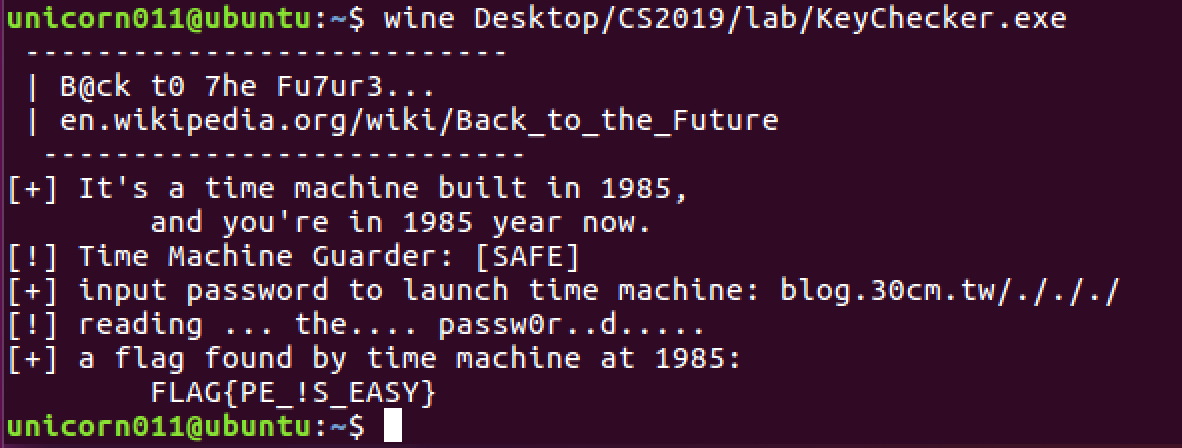 unicorn011@ubuntu:~$ wine Desktop/CS2019/lab/KeyChecker.exe
---------------------------
| B@ck t0 7he Fu7ur3...
| en.wikipedia.org/wiki/Back_to_the_Future
---------------------------
[+] It's a time machine built in 1985,
and you're in 1985 year now.
[!] Time Machine Guarder: [SAFE]
[+] input password to launch time machine: blog.30cm.tw/./././
[!] reading ... the.... passw0r..d.....
[+] a flag found by time machine at 1985:
FLAG{PE_!S_EASY}
unicorn011@ubuntu:~$